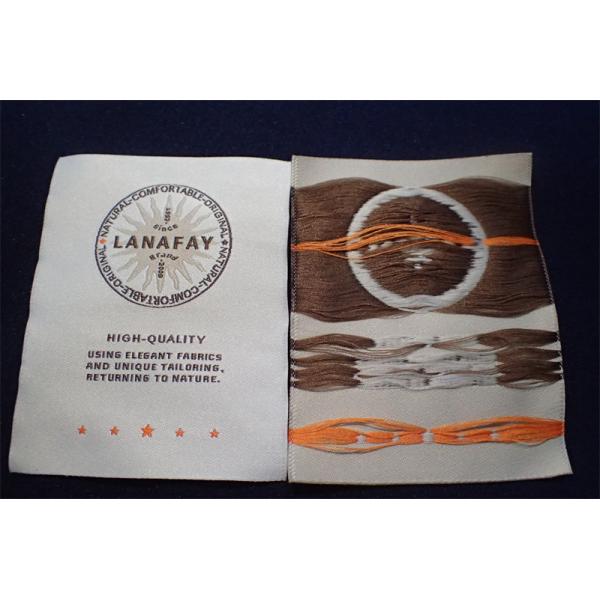 NATURAL-COMFORTABLE-ORIGINAL
NATURAL-COMFORTABLE-ORIGINAL
since
LANAFAY
HIGH-QUALITY
USING ELEGANT FABRICS
AND UNIQUE TAILORING,
RETURNING TO NATURE.